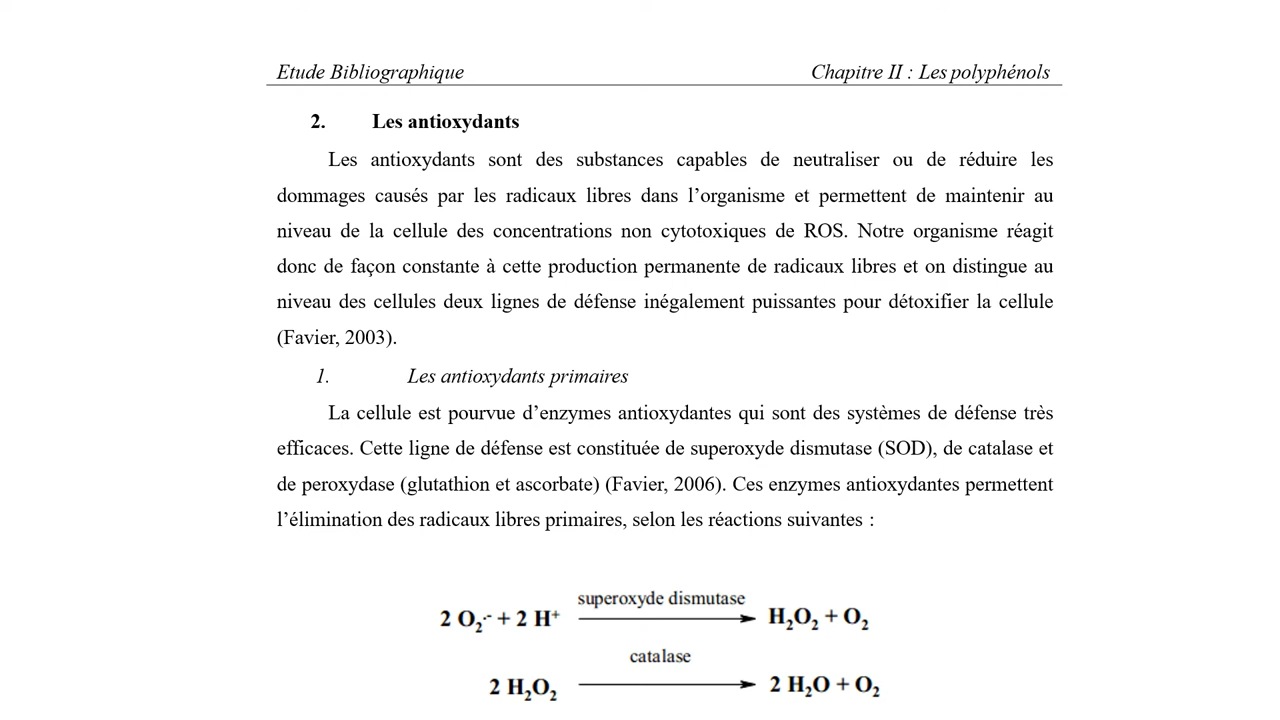 Etude Bibliographique Chapitre II : Les polyphénols
2. Les antioxydants
Les antioxydants sont des substances capables de neutraliser ou de réduire les
dommages causés par les radicaux libres dans l’organisme et permettent de maintenir au
niveau de la cellule des concentrations non cytotoxiques de ROS. Notre organisme réagit
donc de façon constante à cette production permanente de radicaux libres et on distingue au
niveau des cellules deux lignes de défense inégalement puissantes pour détoxifier la cellule
(Favier, 2003).
1. Les antioxydants primaires
La cellule est pourvue d’enzymes antioxydantes qui sont des systèmes de défense très
efficaces. Cette ligne de défense est constituée de superoxyde dismutase (SOD), de catalase et
de peroxydase (glutathion et ascorbate) (Favier, 2006). Ces enzymes antioxydantes permettent
l’élimination des radicaux libres primaires, selon les réactions suivantes :
superoxyde dismutase
2 O₂·⁻ + 2 H⁺ → H₂O₂ + O₂
catalase
2 H₂O₂ → 2 H₂O + O₂